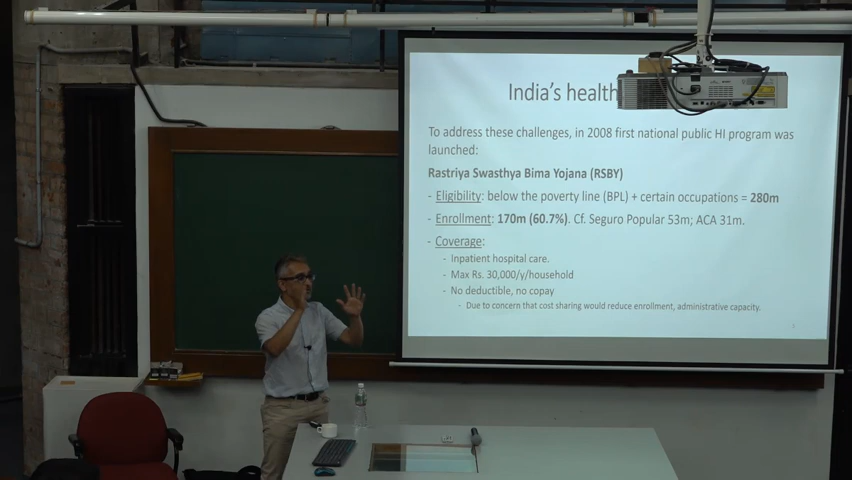 India's health
To address these challenges, in 2008 first national public HI program was
launched:
Rastriya Swasthya Bima Yojana (RSBY)
- Eligibility: below the poverty line (BPL) + certain occupations = 280m
- Enrollment: 170m (60.7%). Cf. Seguro Popular 53m; ACA 31m.
- Coverage:
- Inpatient hospital care.
- Max Rs. 30,000/y/household
- No deductible, no copay
- Due to concern that cost sharing would reduce enrollment, administrative capacity.